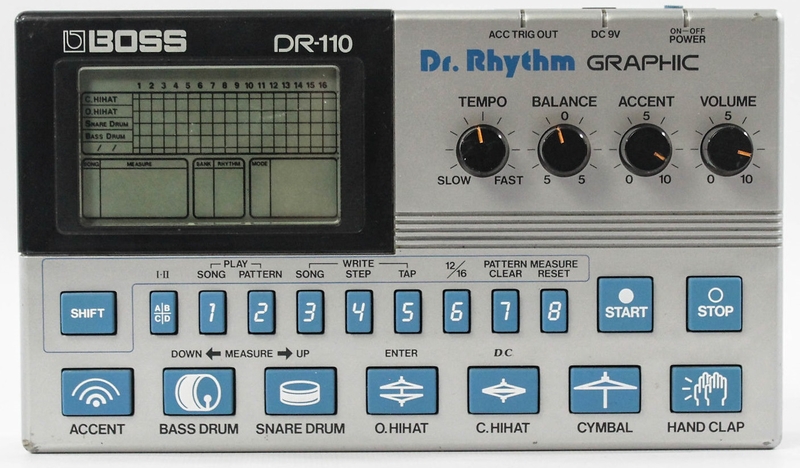 BOSS DR-110
ACC TRIG OUT DC 9V ON-OFF POWER
Dr. Rhythm GRAPHIC
1 2 3 4 5 6 7 8 9 10 11 12 13 14 15 16
C.HIHAT
O.HIHAT
SNARE DRUM
BASS DRUM
/ /
SONG MEASURE BANK RHYTHM MODE
TEMPO BALANCE ACCENT VOLUME
0 5 5
SLOW FAST 5 5 0 10 0 10
PLAY WRITE 12/16 PATTERN MEASURE
I·II SONG PATTERN SONG STEP TAP CLEAR RESET
SHIFT A B C D 1 2 3 4 5 6 7 8 START STOP
DOWN ← MEASURE → UP ENTER D C
ACCENT BASS DRUM SNARE DRUM O.HIHAT C.HIHAT CYMBAL HAND CLAP